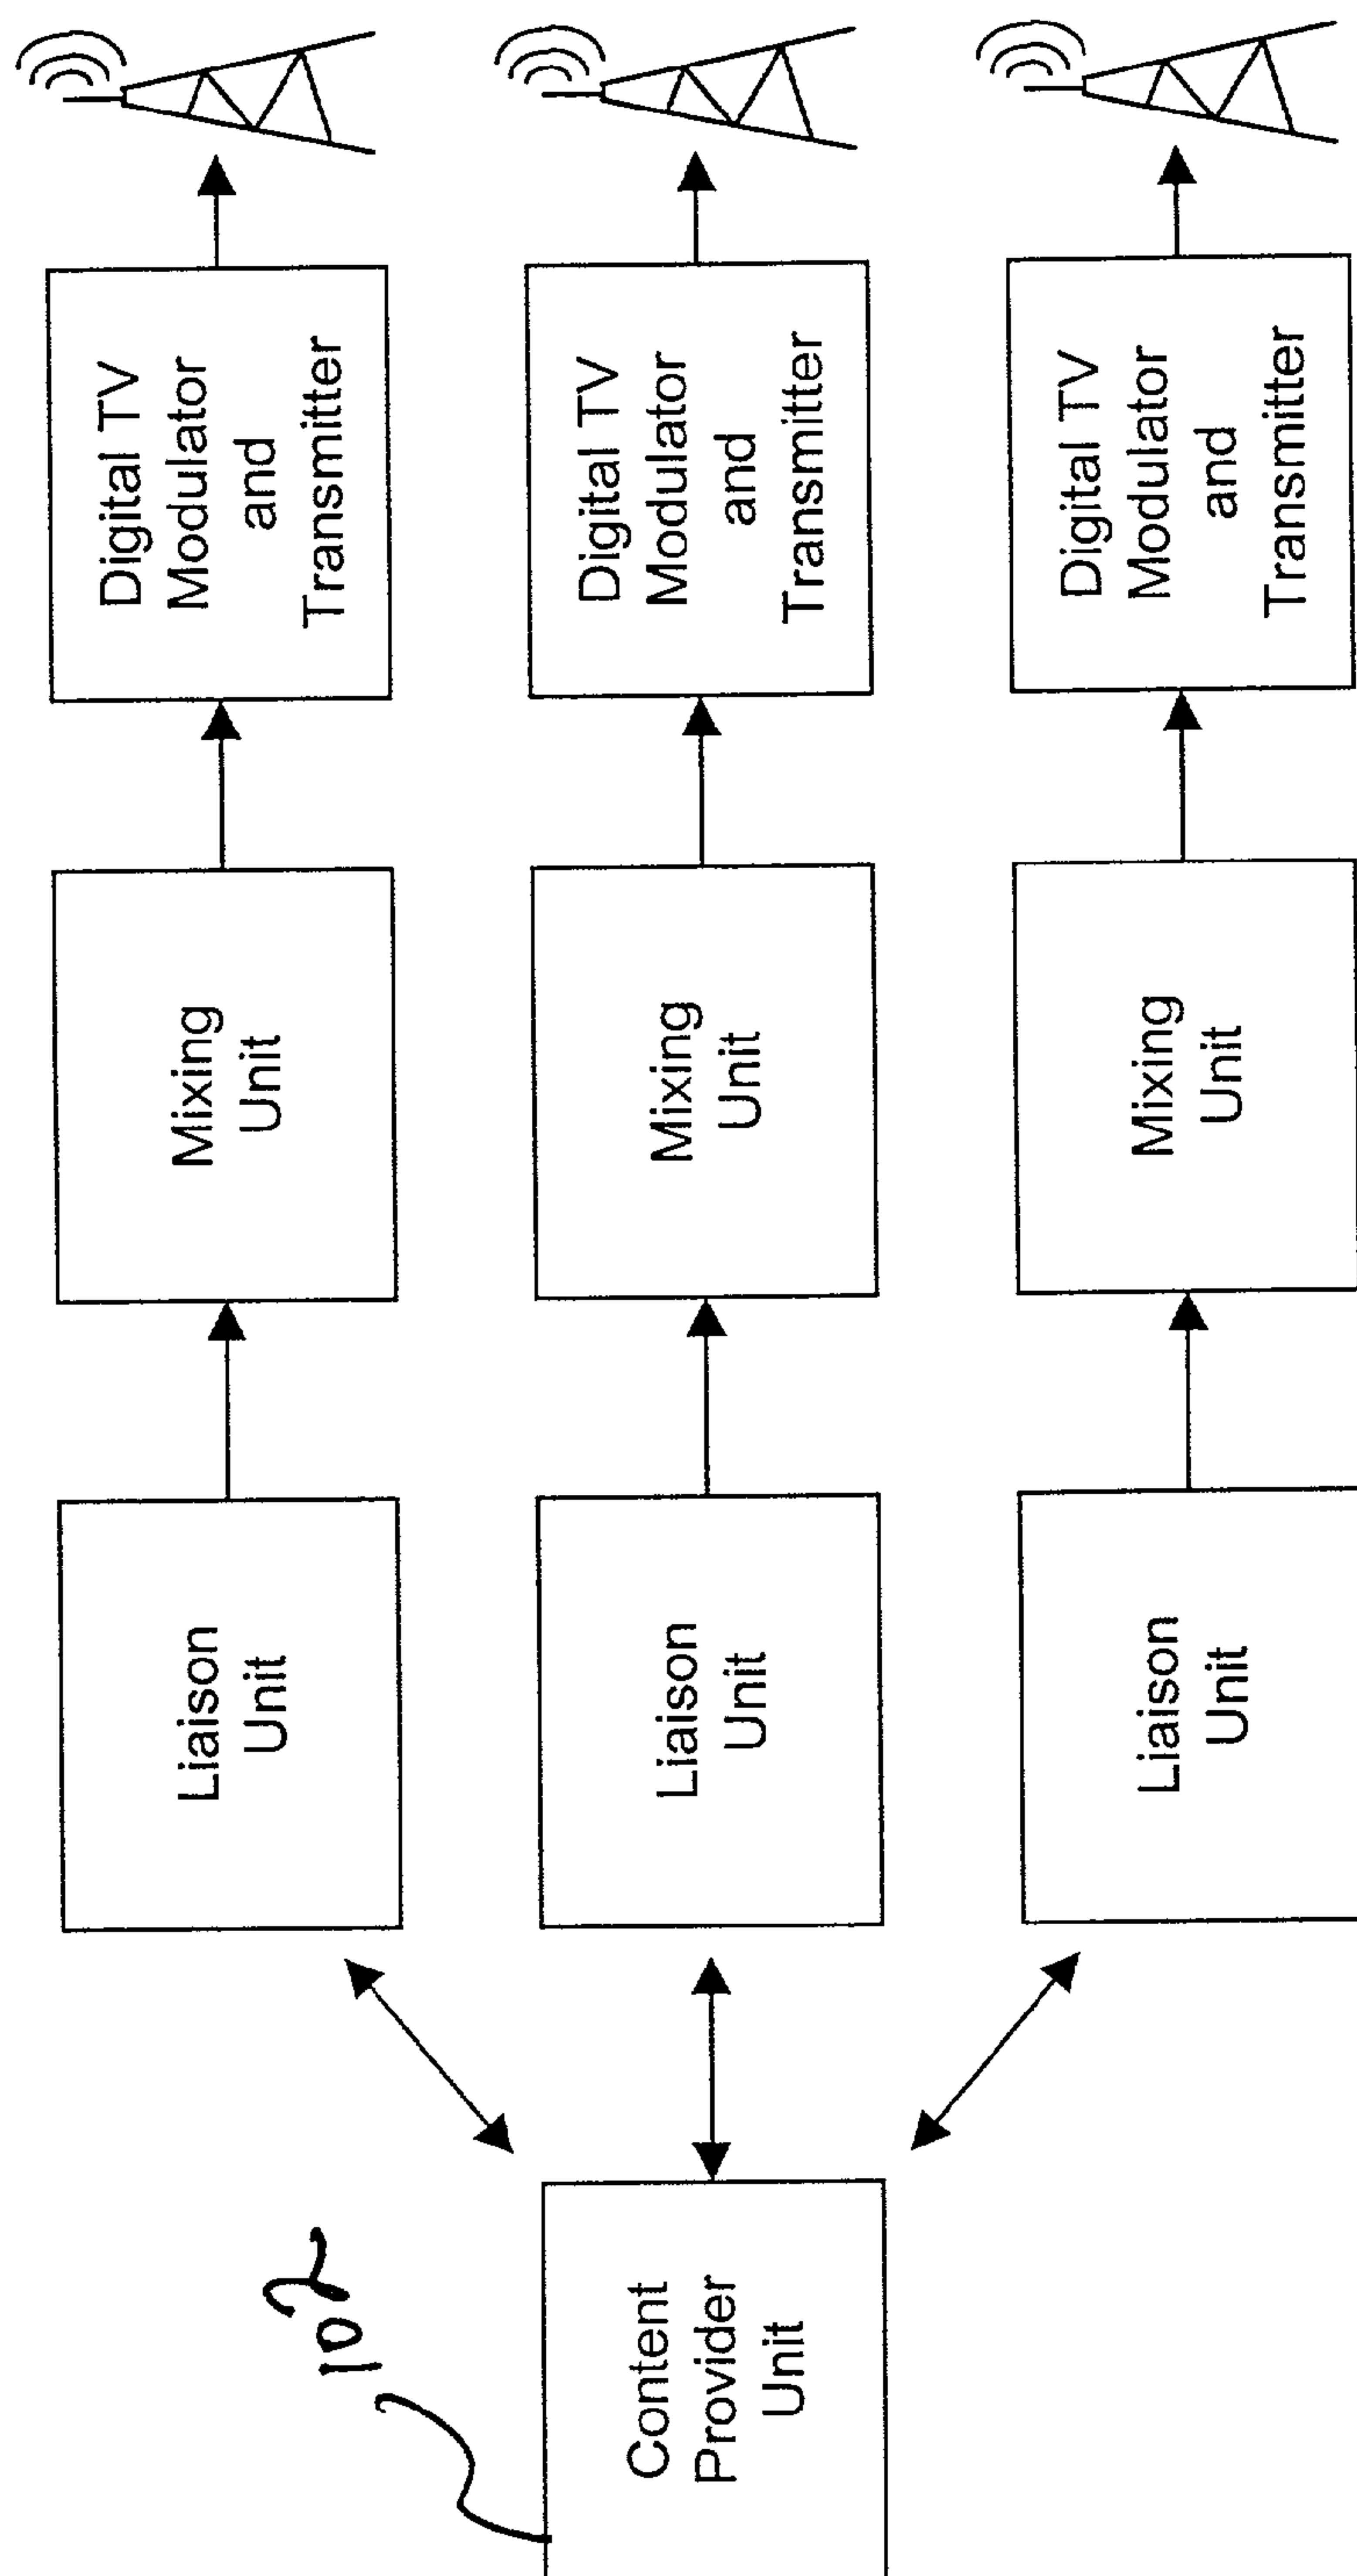 Digital TV
Modulator
and
Transmitter
Digital TV
Modulator
and
Transmitter
Digital TV
Modulator
and
Transmitter
Mixing
Unit
Mixing
Unit
Mixing
Unit
Liaison
Unit
Liaison
Unit
Liaison
Unit
102
Content
Provider
Unit